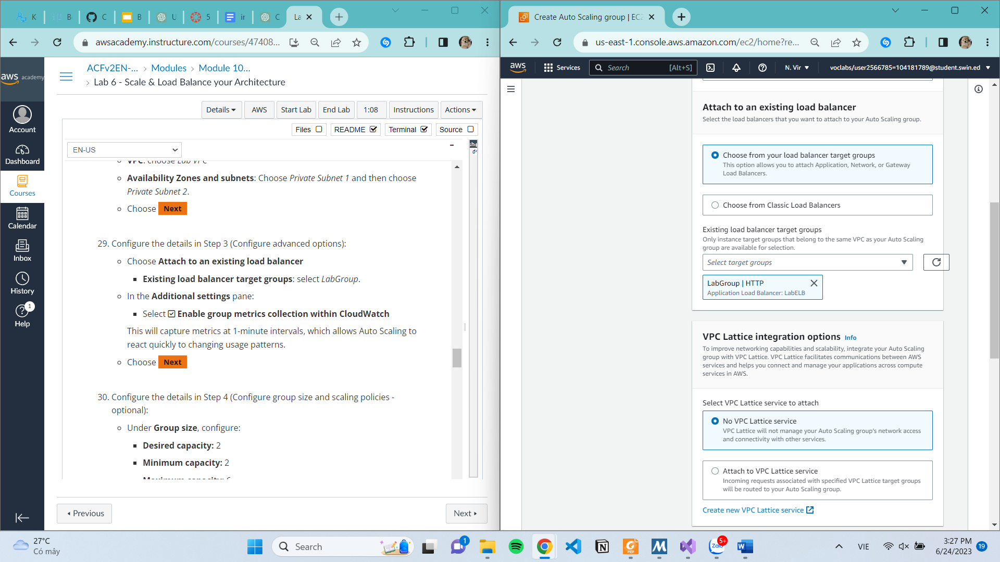 K
B
C
B
U
5
ir
C
La
awsacademy.instructure.com/courses/47408...
aws academy
Account
Dashboard
Courses
Calendar
Inbox
History
1
Help
ACFv2EN-... > Modules > Module 10...
> Lab 6 - Scale & Load Balance your Architecture
Details
AWS
Start Lab
End Lab
1:08
Instructions
Actions
Files
README
Terminal
Source
EN-US
VPC: choose Lab VPC
Availability Zones and subnets: Choose Private Subnet 1 and then choose
Private Subnet 2.
Choose Next
29. Configure the details in Step 3 (Configure advanced options):
Choose Attach to an existing load balancer
Existing load balancer target groups: select LabGroup.
In the Additional settings pane:
Select Enable group metrics collection within CloudWatch
This will capture metrics at 1-minute intervals, which allows Auto Scaling to
react quickly to changing usage patterns.
Choose Next
30. Configure the details in Step 4 (Configure group size and scaling policies -
optional):
Under Group size, configure:
Desired capacity: 2
Minimum capacity: 2
Maximum capacity: 6
Previous
Next
Create Auto Scaling group | EC2
us-east-1.console.aws.amazon.com/ec2/home?re...
aws
Services
Search
[Alt+S]
N. Vir
voclabs/user2566785=104181789@student.swin.ed
Attach to an existing load balancer
Select the load balancers that you want to attach to your Auto Scaling group.
Choose from your load balancer target groups
This option allows you to attach Application, Network, or Gateway
Load Balancers.
Choose from Classic Load Balancers
Existing load balancer target groups
Only instance target groups that belong to the same VPC as your Auto Scaling
group are available for selection.
Select target groups
LabGroup | HTTP
Application Load Balancer: LabELB
VPC Lattice integration options Info
To improve networking capabilities and scalability, integrate your Auto Scaling
group with VPC Lattice. VPC Lattice facilitates communications between AWS
services and helps you connect and manage your applications across compute
services in AWS.
Select VPC Lattice service to attach
No VPC Lattice service
VPC Lattice will not manage your Auto Scaling group's network access
and connectivity with other services.
Attach to VPC Lattice service
Incoming requests associated with specified VPC Lattice target groups
will be routed to your Auto Scaling group.
Create new VPC Lattice service
27°C
Có mây
Search
1
PDF
Zalo
5+
VIE
3:27 PM
6/24/2023
19